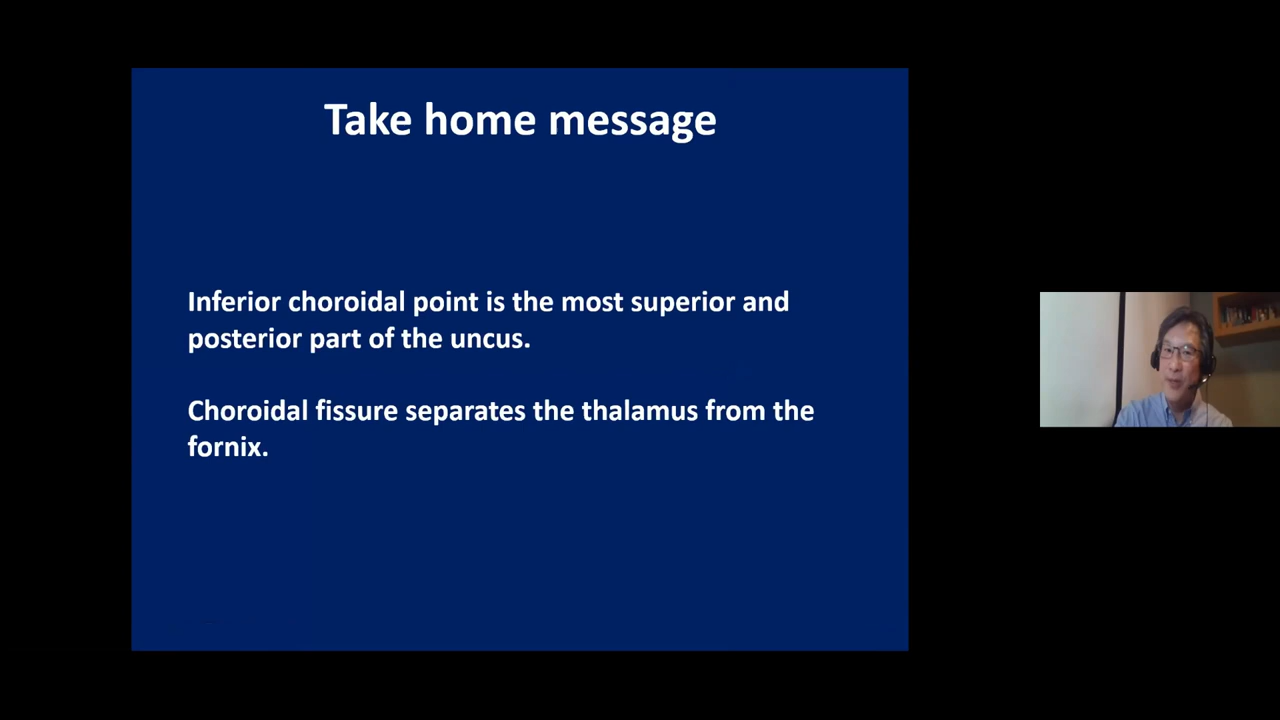 Take home message
Inferior choroidal point is the most superior and
posterior part of the uncus.
Choroidal fissure separates the thalamus from the
fornix.